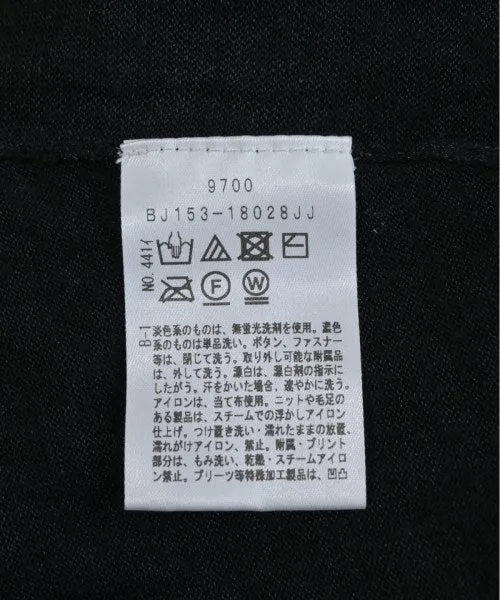 9700
BJ153-18028JJ
NO.441イ
F W
B-1
淡色系のものは、無蛍光洗剤を使用。濃色
系のものは単品洗い。ボタン、ファスナー
等は、閉じて洗う。取り外し可能な附属品
は、外して洗う。漂白は、漂白剤の指示に
したがう。汗をかいた場合、速やかに洗う。
アイロンは、当て布使用。ニットや毛足の
ある製品は、スチームでの浮かしアイロン
仕上げ。つけ置き洗い・濡れたままの放置、
濡れがけアイロン、禁止。附属・プリント
部分は、もみ洗い、乾燥・スチームアイロ
ン禁止。プリーツ等特殊加工製品は、凹凸